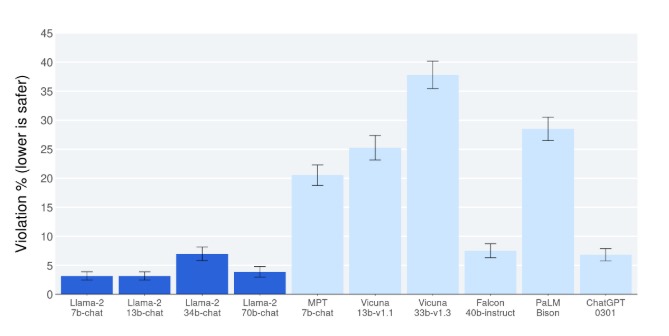 Violation % (lower is safer)
45
40
35
30
25
20
15
10
5
0
Llama-2
7b-chat
Llama-2
13b-chat
Llama-2
34b-chat
Llama-2
70b-chat
MPT
7b-chat
Vicuna
13b-v1.1
Vicuna
33b-v1.3
Falcon
40b-instruct
PaLM
Bison
ChatGPT
0301